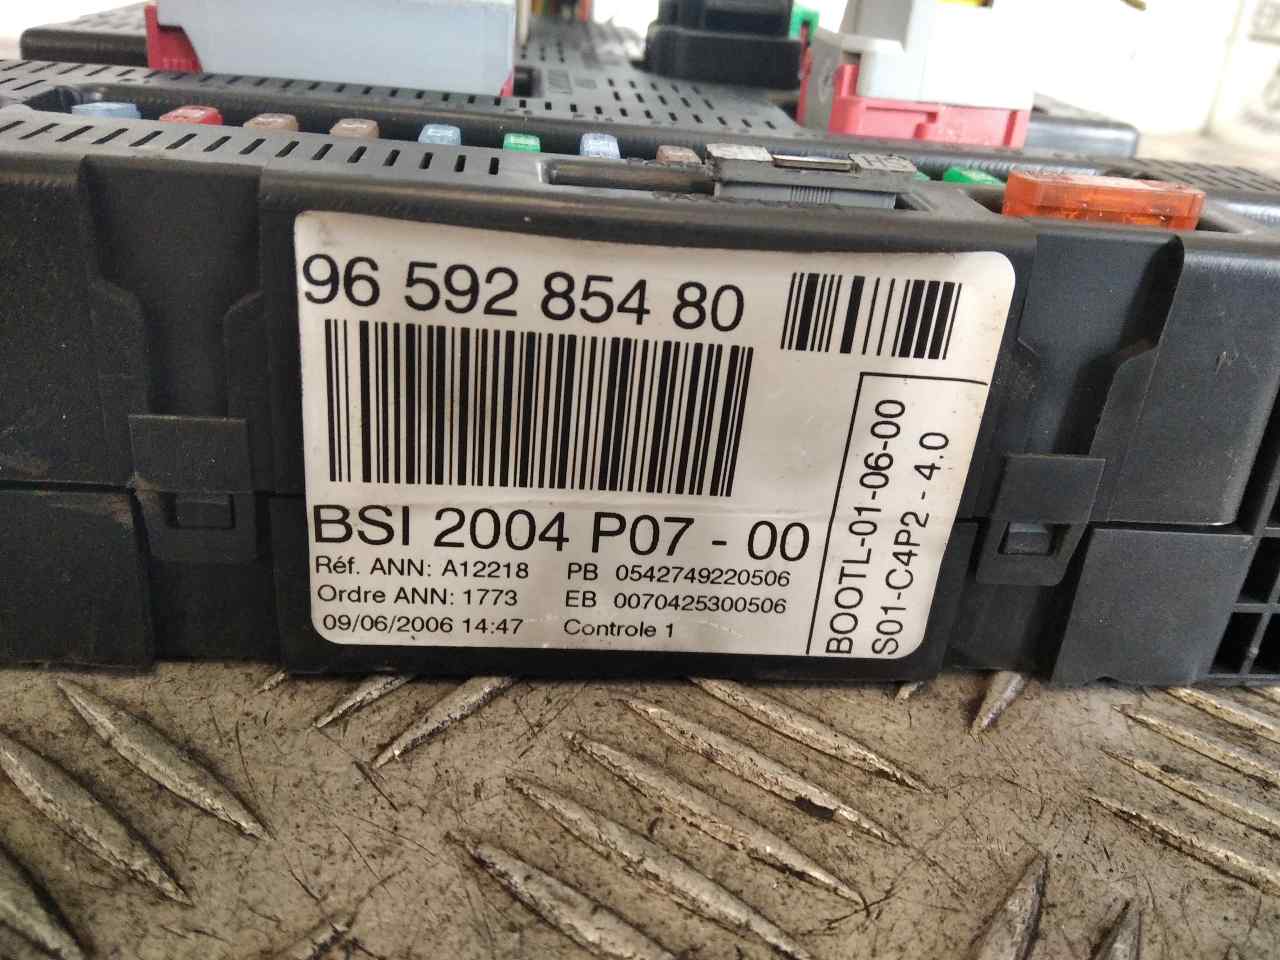 96 592 854 80
BSI 2004 P07 - 00
Réf. ANN: A12218 PB 0542749220506
Ordre ANN: 1773 EB 0070425300506
09/06/2006 14:47 Controle 1
BOOTL-01-06-00
S01-C4P2 - 4.0